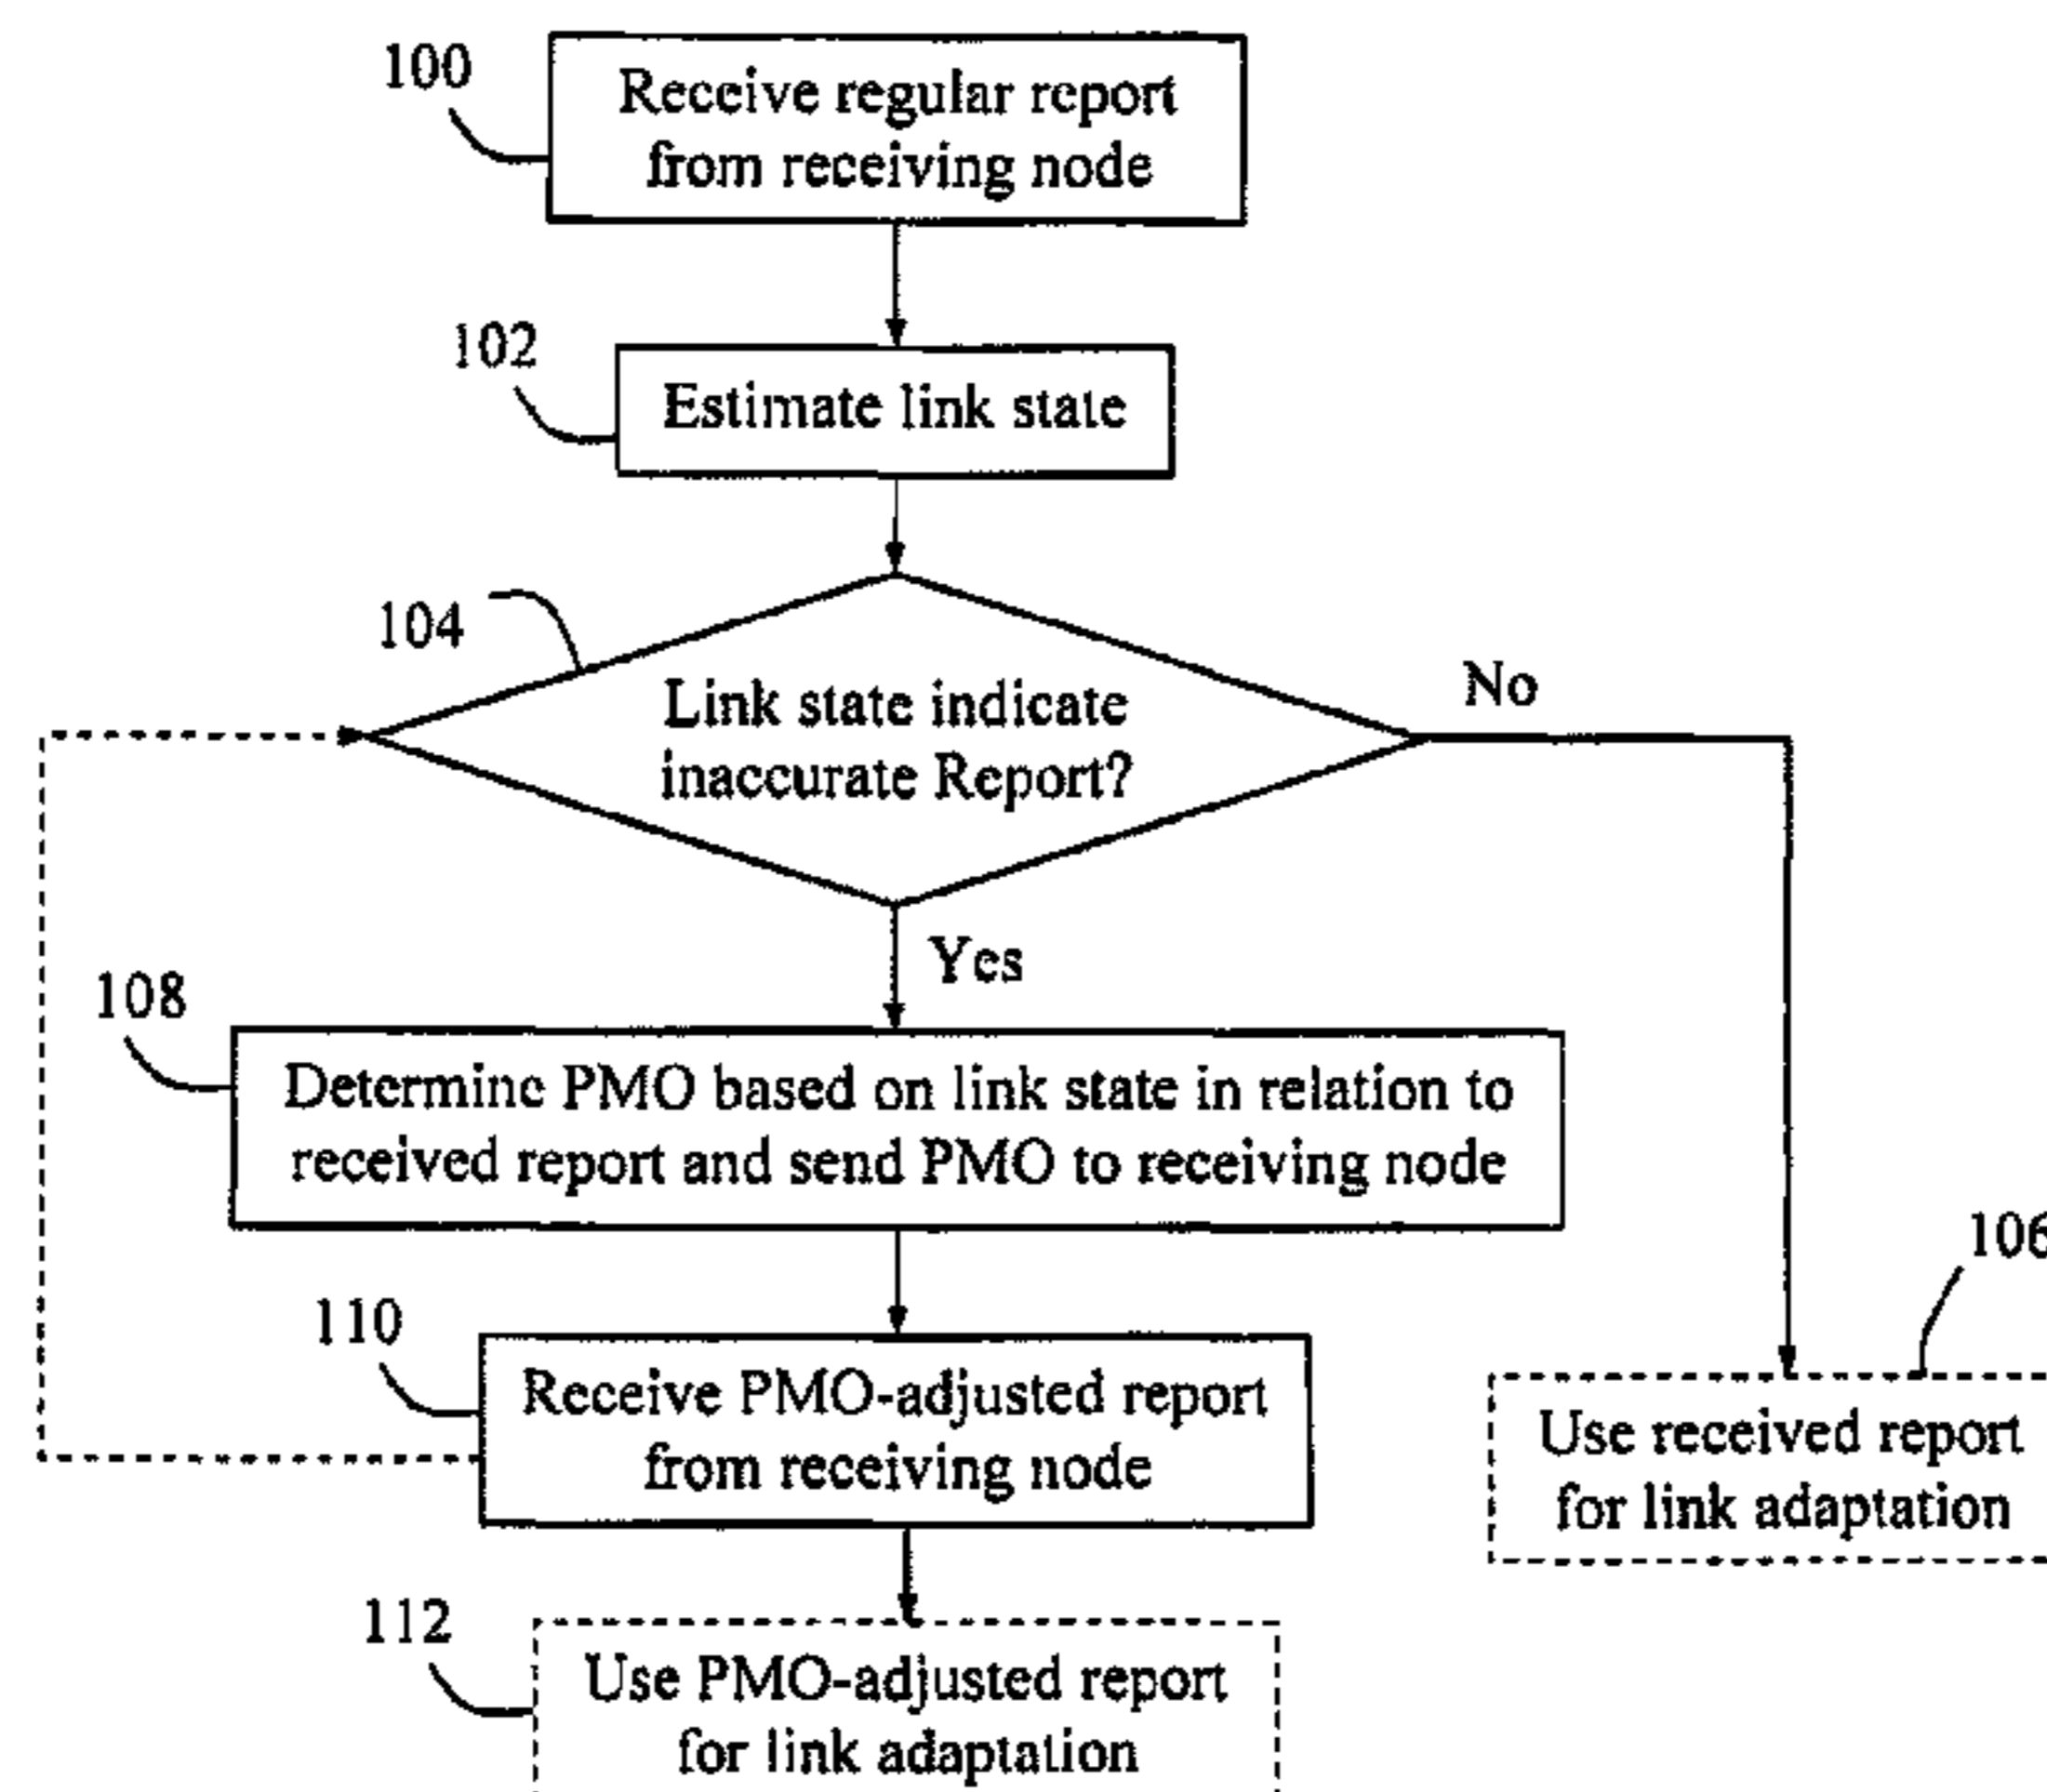 100
Receive regular report
from receiving node
102
Estimate link state
104
Link state indicate
inaccurate Report?
No
Yes
108
Determine PMO based on link state in relation to
received report and send PMO to receiving node
106
110
Receive PMO-adjusted report
from receiving node
Use received report
for link adaptation
112
Use PMO-adjusted report
for link adaptation